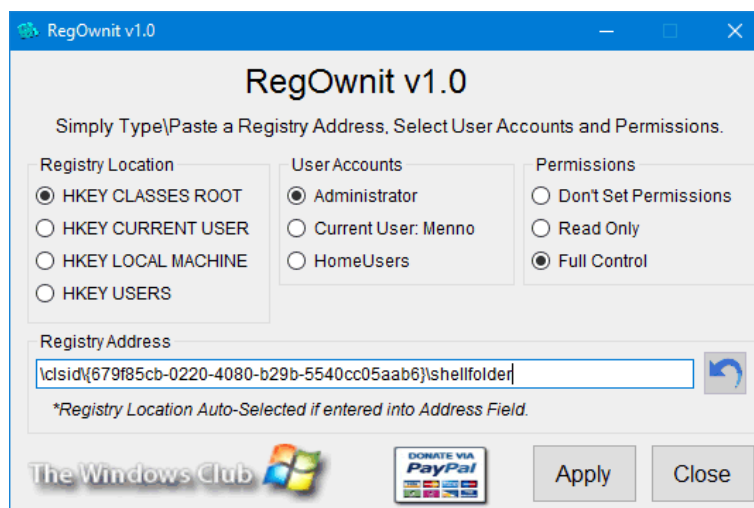 RegOwnit v1.0
RegOwnit v1.0
Simply Type\Paste a Registry Address, Select User Accounts and Permissions.
Registry Location
HKEY CLASSES ROOT
HKEY CURRENT USER
HKEY LOCAL MACHINE
HKEY USERS
User Accounts
Administrator
Current User: Menno
HomeUsers
Permissions
Don't Set Permissions
Read Only
Full Control
Registry Address
\clsid\{679f85cb-0220-4080-b29b-5540cc05aab6}\shellfolder
*Registry Location Auto-Selected if entered into Address Field.
The Windows Club
DONATE VIA
PayPal
Apply
Close